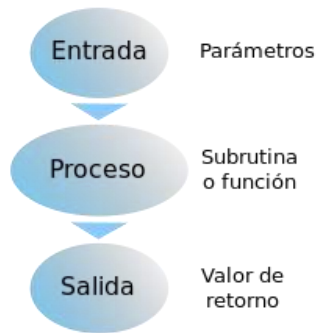 Entrada
Parámetros
Proceso
Subrutina
o función
Salida
Valor de
retorno